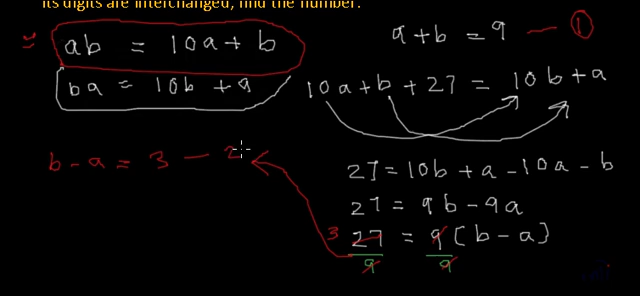 its digits are interchanged, find the number.
ab = 10a + b
a + b = 9 — 1
ba = 10b + a
10a + b + 27 = 10b + a
b - a = 3 — 2
27 = 10b + a - 10a - b
27 = 9b - 9a
3 27 = 9 (b - a)
9 9